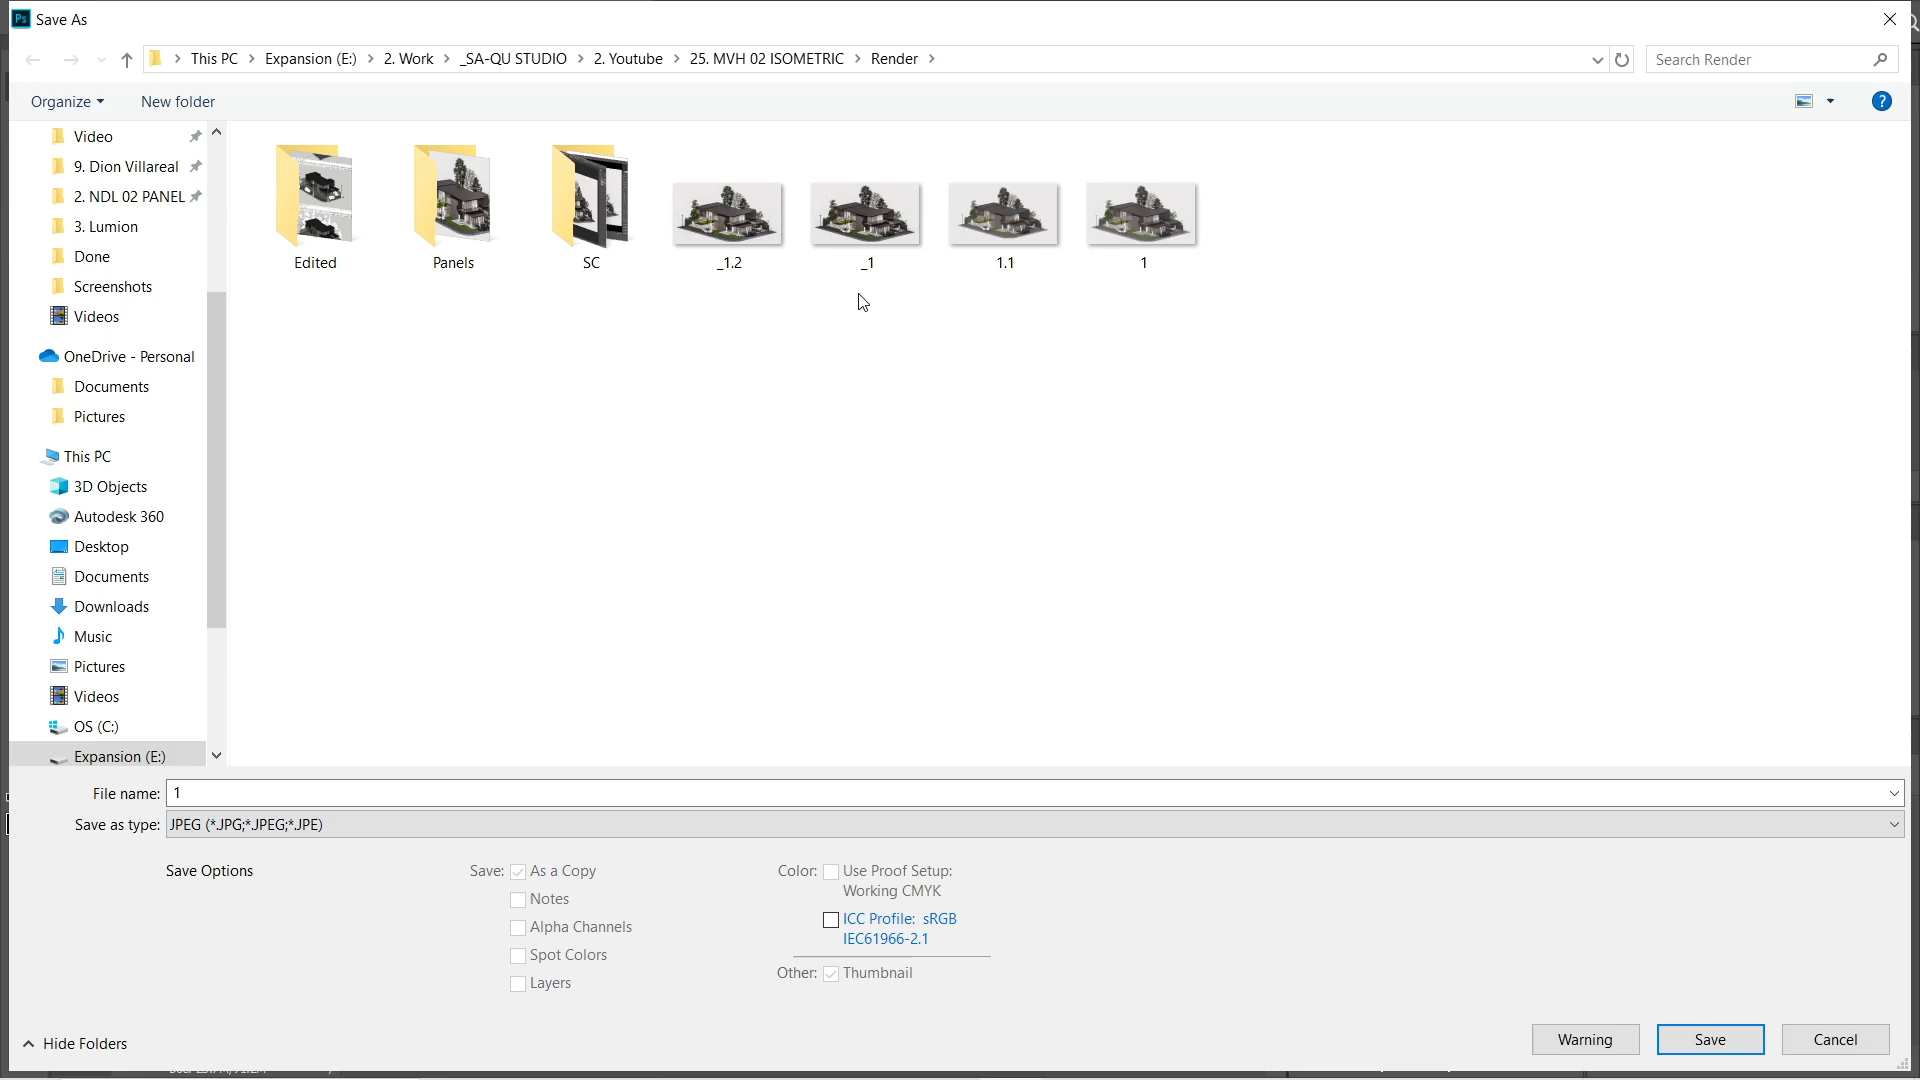 Ps Save As
This PC > Expansion (E:) > 2. Work > _SA-QU STUDIO > 2. Youtube > 25. MVH 02 ISOMETRIC > Render >
Search Render
Organize
New folder
?
Video
9. Dion Villareal
2. NDL 02 PANEL
3. Lumion
Done
Screenshots
Videos
OneDrive - Personal
Documents
Pictures
This PC
3D Objects
Autodesk 360
Desktop
Documents
Downloads
Music
Pictures
Videos
OS (C:)
Expansion (E:)
Edited
Panels
SC
_1.2
_1
1.1
1
File name: 1
Save as type: JPEG (*.JPG;*.JPEG;*.JPE)
Save Options
Save: As a Copy
Notes
Alpha Channels
Spot Colors
Layers
Color: Use Proof Setup:
Working CMYK
ICC Profile: sRGB
IEC61966-2.1
Other: Thumbnail
Hide Folders
Warning
Save
Cancel